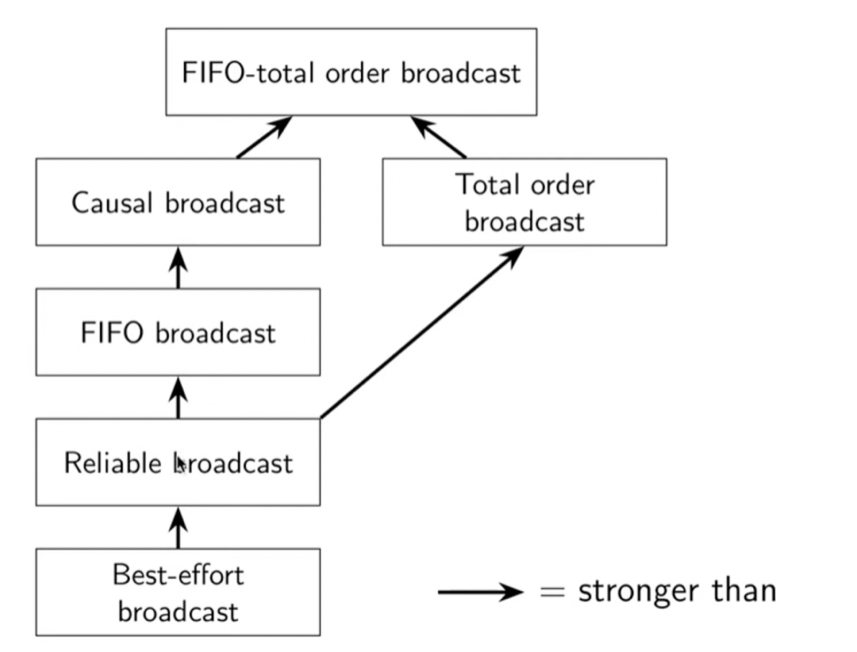 FIFO-total order broadcast
Causal broadcast
Total order
broadcast
FIFO broadcast
Reliable broadcast
Best-effort
broadcast
= stronger than